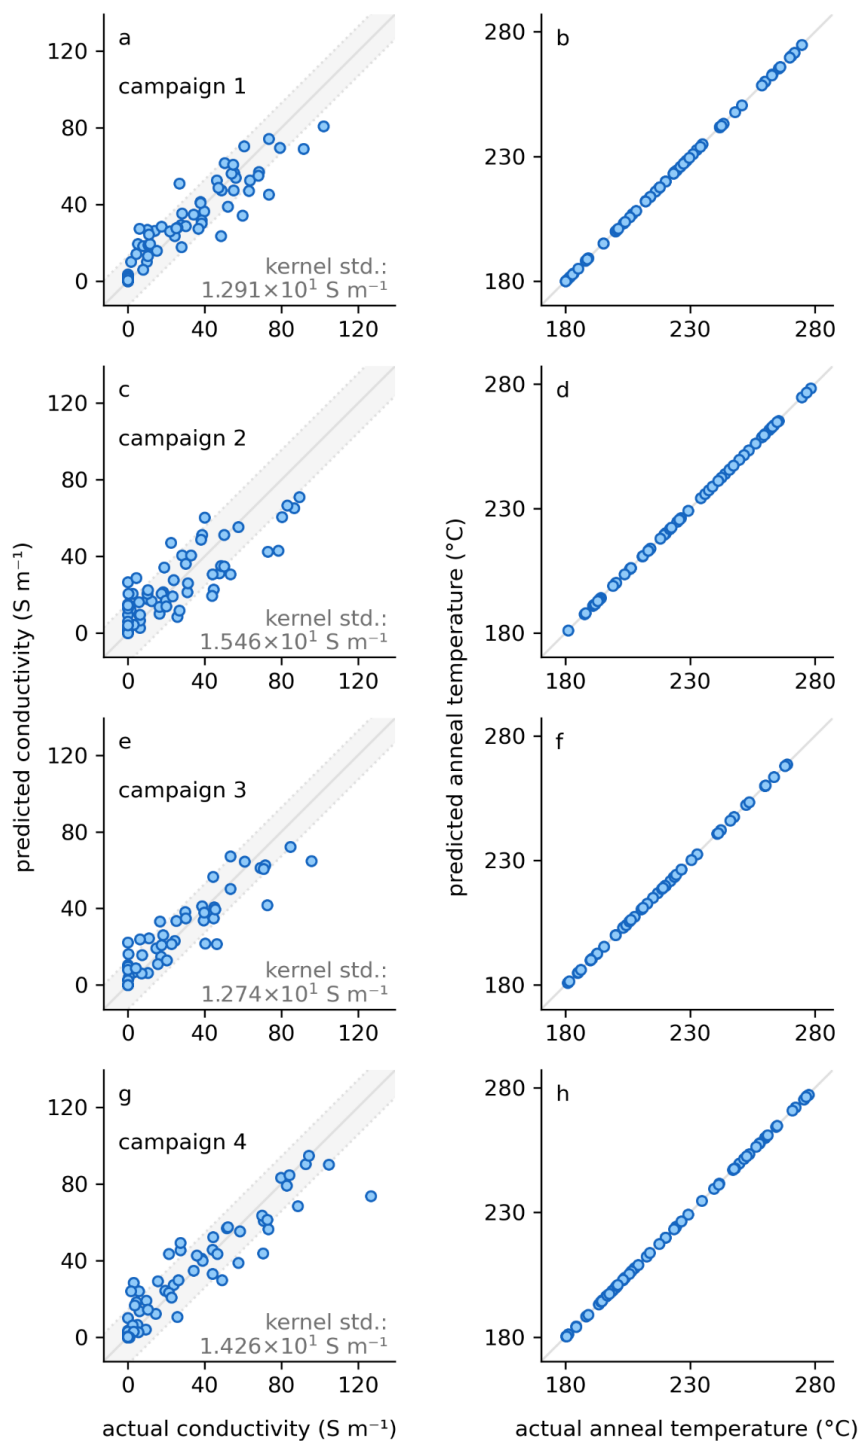 a
campaign 1
120
80
40
0
kernel std.:
1.291×10¹ S m⁻¹
0 40 80 120
b
280
230
180
180 230 280
c
campaign 2
120
80
40
0
kernel std.:
1.546×10¹ S m⁻¹
0 40 80 120
d
280
230
180
180 230 280
predicted conductivity (S m⁻¹)
predicted anneal temperature (°C)
e
campaign 3
120
80
40
0
kernel std.:
1.274×10¹ S m⁻¹
0 40 80 120
f
280
230
180
180 230 280
g
campaign 4
120
80
40
0
kernel std.:
1.426×10¹ S m⁻¹
0 40 80 120
h
280
230
180
180 230 280
actual conductivity (S m⁻¹)
actual anneal temperature (°C)